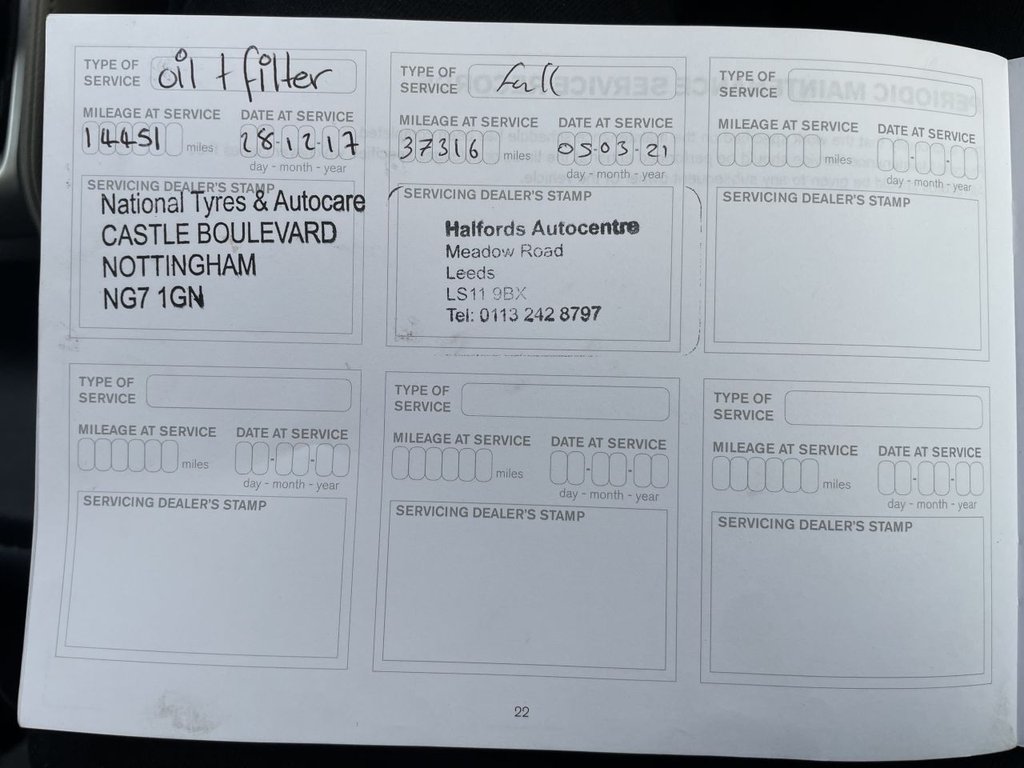 TYPE OF
SERVICE oil + filter
MILEAGE AT SERVICE DATE AT SERVICE
14451 miles 28-12-17
day - month - year
SERVICING DEALER'S STAMP
National Tyres & Autocare
CASTLE BOULEVARD
NOTTINGHAM
NG7 1GN
TYPE OF
SERVICE full
MILEAGE AT SERVICE DATE AT SERVICE
37316 miles 05-03-21
day - month - year
SERVICING DEALER'S STAMP
Halfords Autocentre
Meadow Road
Leeds
LS11 9BX
Tel: 0113 242 8797
TYPE OF
SERVICE
MILEAGE AT SERVICE DATE AT SERVICE
miles - -
day - month - year
SERVICING DEALER'S STAMP
TYPE OF
SERVICE
MILEAGE AT SERVICE DATE AT SERVICE
miles - -
day - month - year
SERVICING DEALER'S STAMP
TYPE OF
SERVICE
MILEAGE AT SERVICE DATE AT SERVICE
miles - -
day - month - year
SERVICING DEALER'S STAMP
TYPE OF
SERVICE
MILEAGE AT SERVICE DATE AT SERVICE
miles - -
day - month - year
SERVICING DEALER'S STAMP
22